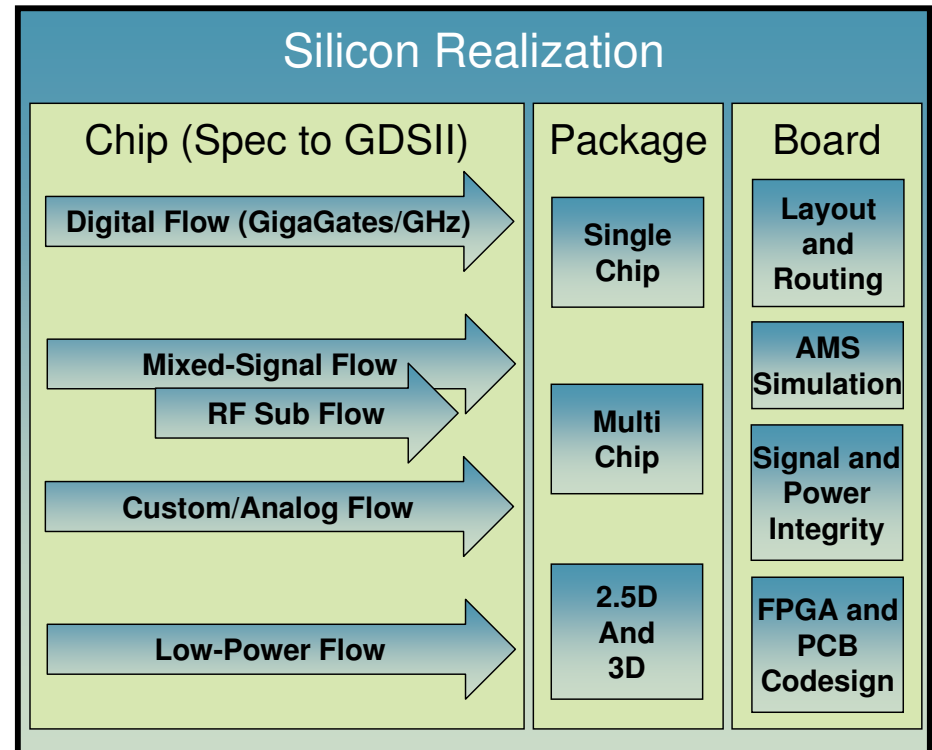 Silicon Realization
Chip (Spec to GDSII)
Digital Flow (GigaGates/GHz)
Mixed-Signal Flow
RF Sub Flow
Custom/Analog Flow
Low-Power Flow
Package
Single
Chip
Multi
Chip
2.5D
And
3D
Board
Layout
and
Routing
AMS
Simulation
Signal and
Power
Integrity
FPGA and
PCB
Codesign